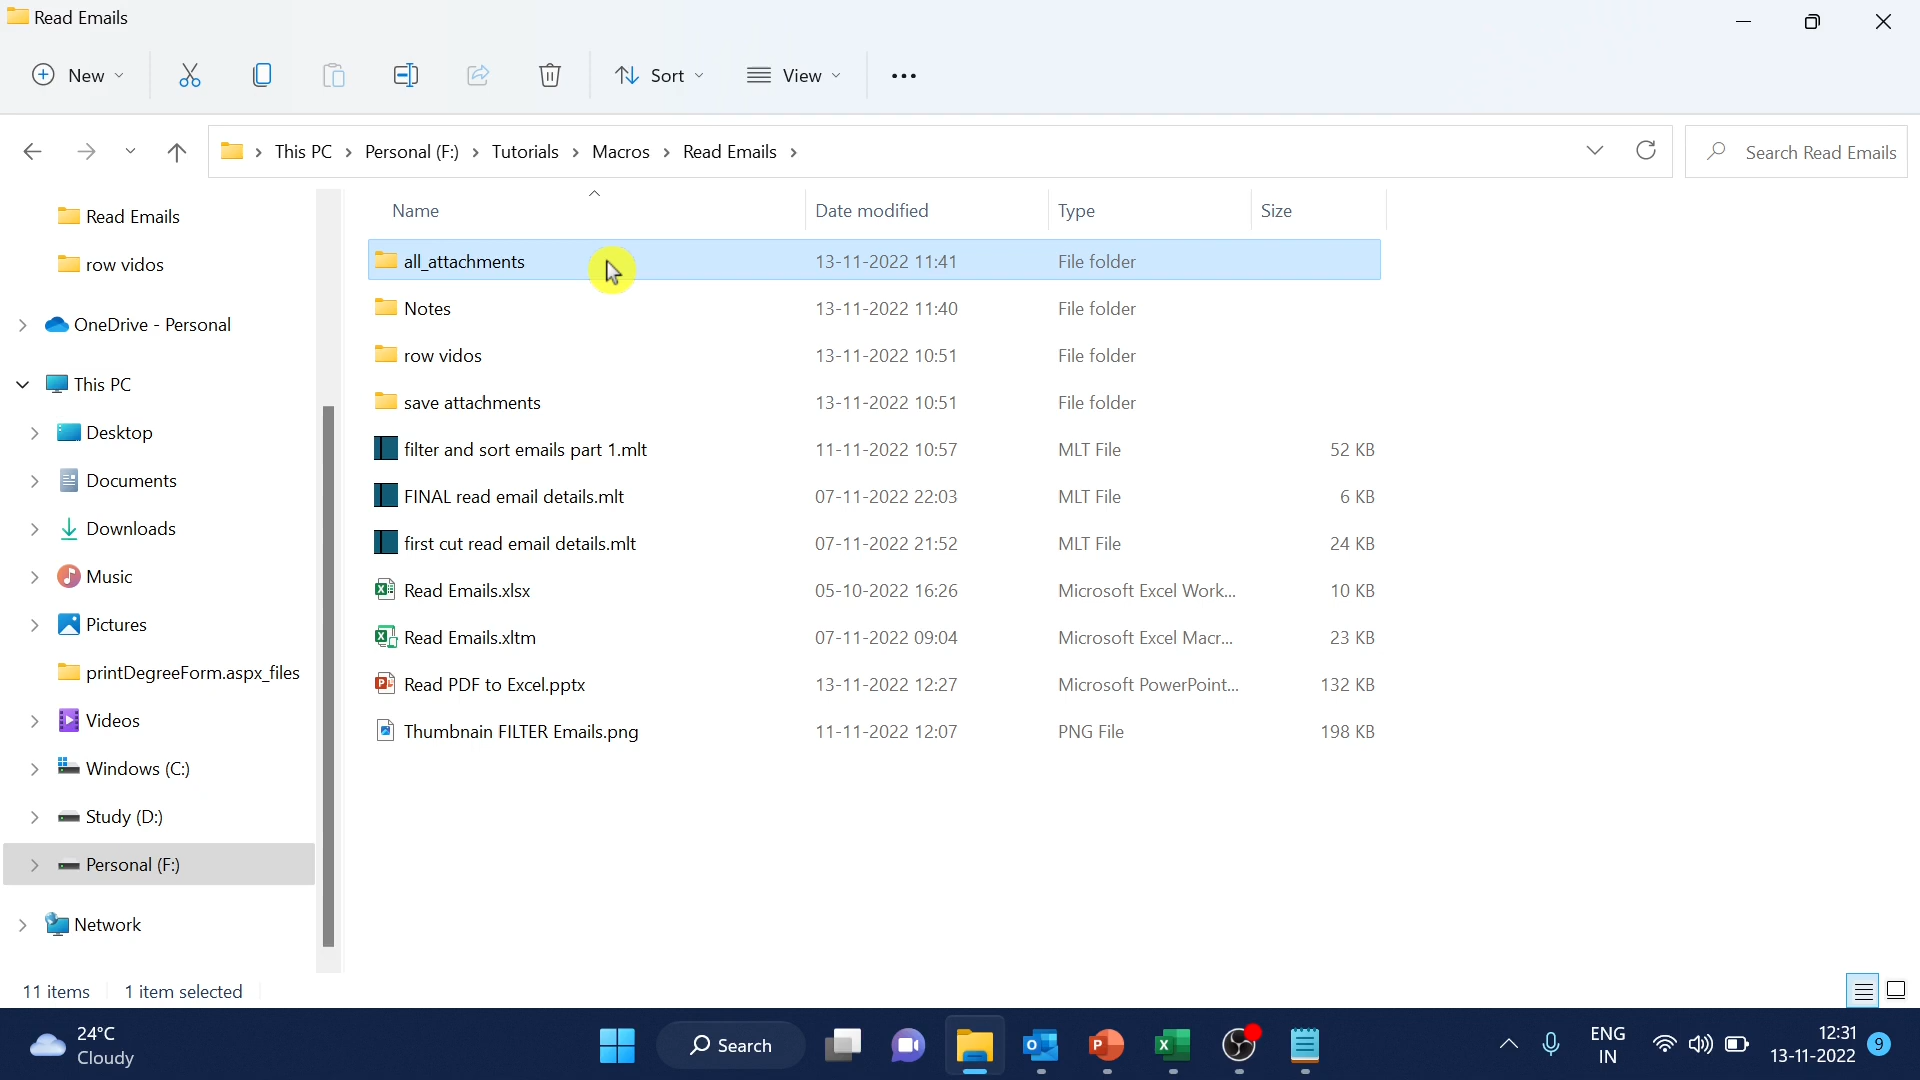 Read Emails
New
Sort
View
This PC
Personal (F:)
Tutorials
Macros
Read Emails
Search Read Emails
Read Emails
row vidos
OneDrive - Personal
This PC
Desktop
Documents
Downloads
Music
Pictures
printDegreeForm.aspx_files
Videos
Windows (C:)
Study (D:)
Personal (F:)
Network
Name Date modified Type Size
all_attachments 13-11-2022 11:41 File folder
Notes 13-11-2022 11:40 File folder
row vidos 13-11-2022 10:51 File folder
save attachments 13-11-2022 10:51 File folder
filter and sort emails part 1.mlt 11-11-2022 10:57 MLT File 52 KB
FINAL read email details.mlt 07-11-2022 22:03 MLT File 6 KB
first cut read email details.mlt 07-11-2022 21:52 MLT File 24 KB
Read Emails.xlsx 05-10-2022 16:26 Microsoft Excel Work... 10 KB
Read Emails.xltm 07-11-2022 09:04 Microsoft Excel Macr... 23 KB
Read PDF to Excel.pptx 13-11-2022 12:27 Microsoft PowerPoint... 132 KB
Thumbnain FILTER Emails.png 11-11-2022 12:07 PNG File 198 KB
11 items 1 item selected
24°C
Cloudy
Search
ENG
IN
12:31
13-11-2022
9